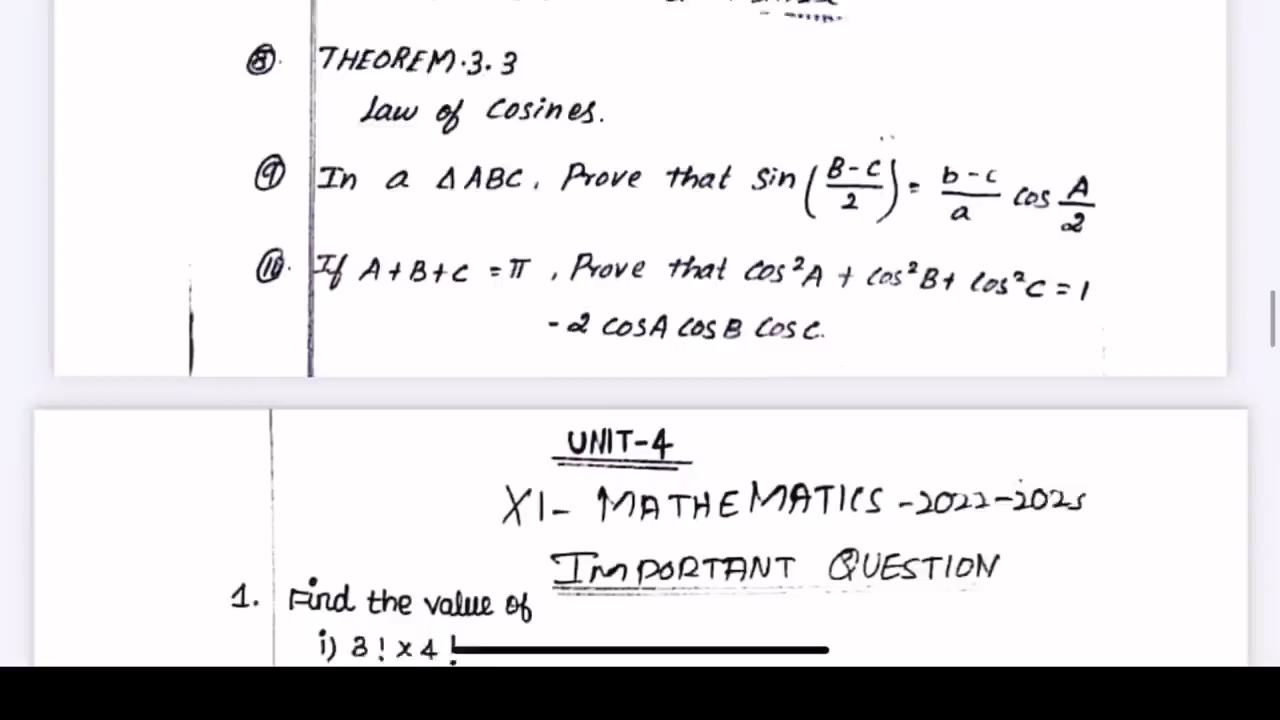 ⑧. THEOREM.3.3
Law of Cosines.
⑨ In a ΔABC, Prove that sin (B-C/2) = b-c/a cos A/2
⑩. If A+B+C = π, Prove that cos²A + cos²B+ cos²C = 1
-2 cosA cosB cosC.
UNIT-4
XI- MATHEMATICS -2022-2023
IMPORTANT QUESTION
1. Find the value of
i) 3! x 4!